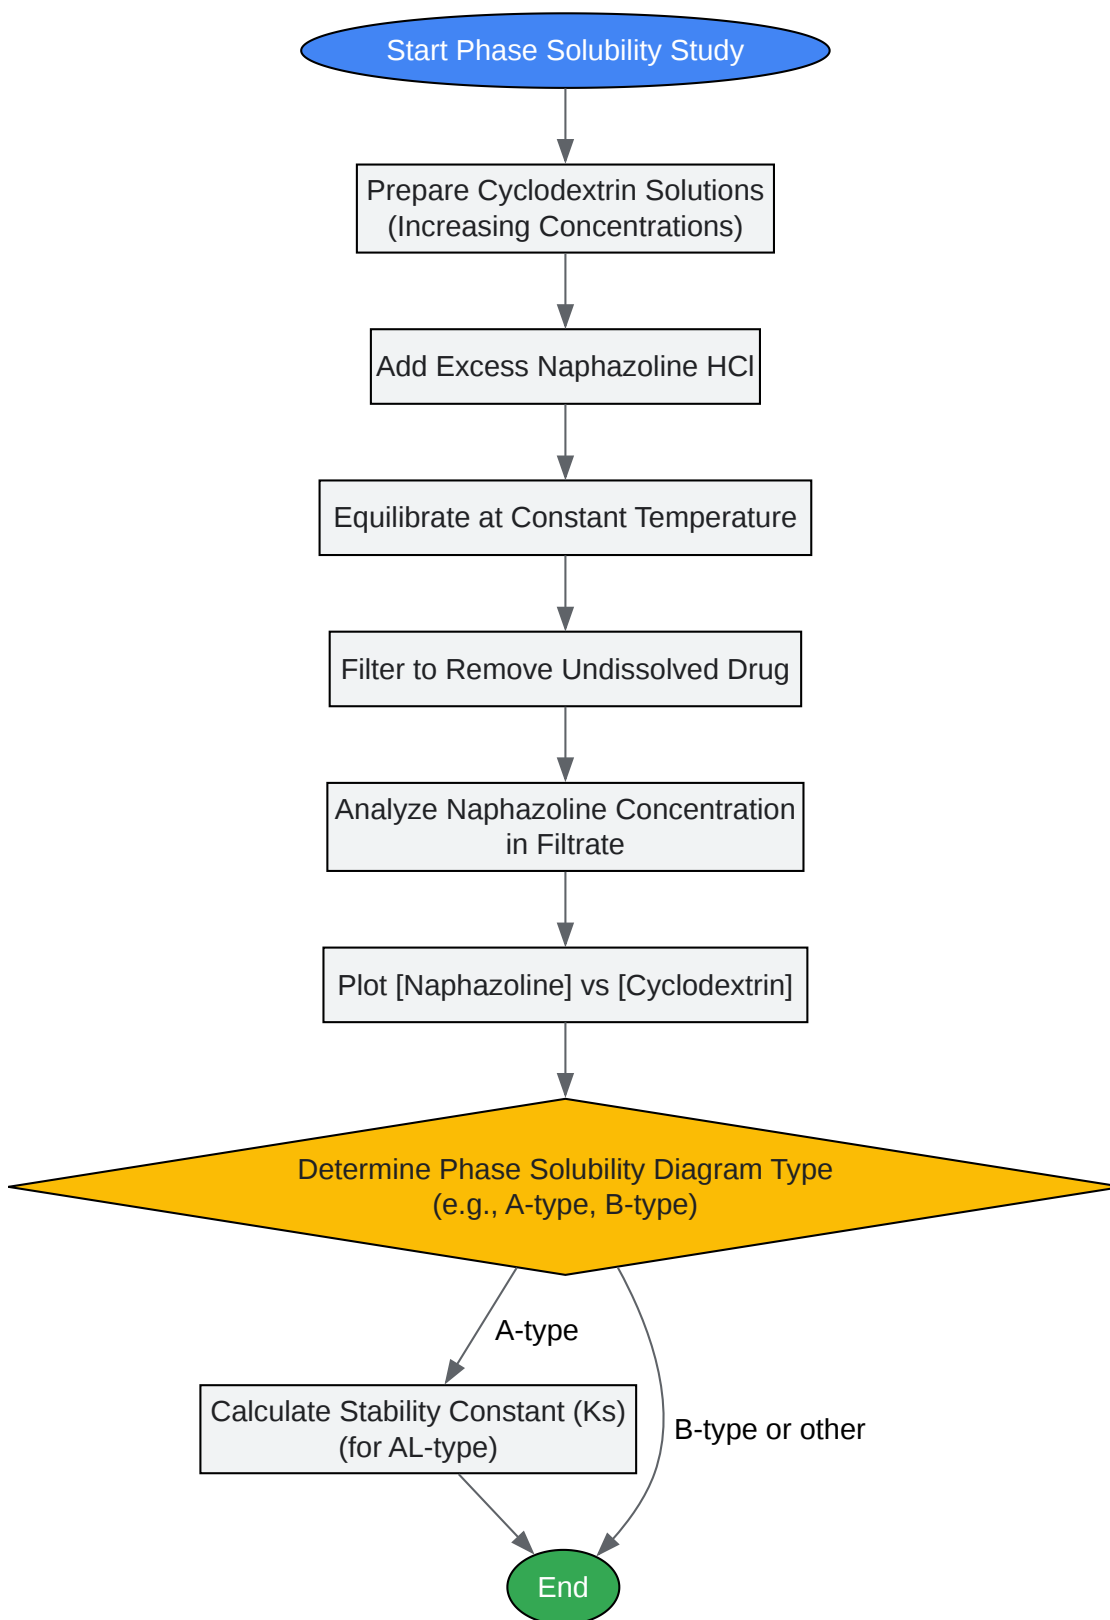 Start Phase Solubility Study
Prepare Cyclodextrin Solutions
(Increasing Concentrations)
Add Excess Naphazoline HCl
Equilibrate at Constant Temperature
Filter to Remove Undissolved Drug
Analyze Naphazoline Concentration
in Filtrate
Plot [Naphazoline] vs [Cyclodextrin]
Determine Phase Solubility Diagram Type
(e.g., A-type, B-type)
A-type
Calculate Stability Constant (Ks)
(for AL-type)
B-type or other
End